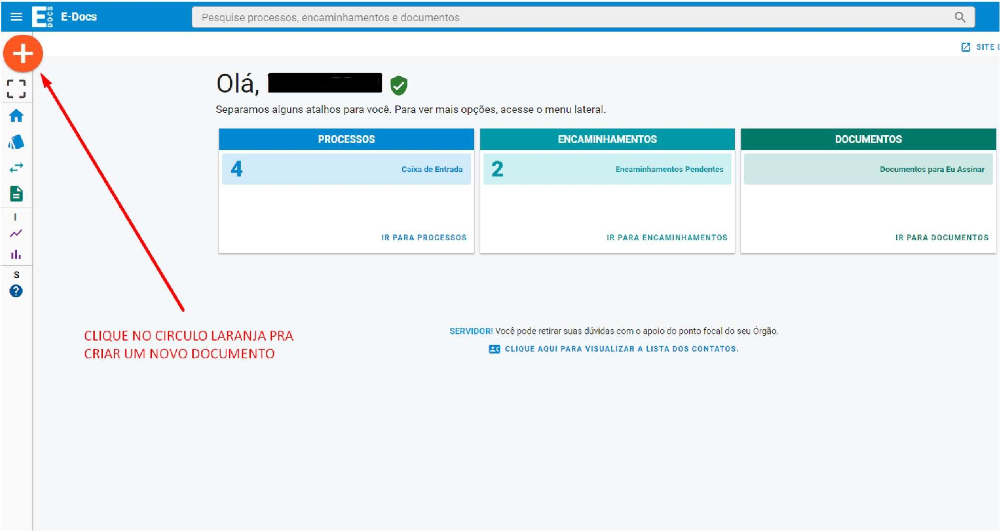 E DOCS E-Docs
Pesquise processos, encaminhamentos e documentos
SITE
Olá,
Separamos alguns atalhos para você. Para ver mais opções, acesse o menu lateral.
PROCESSOS
4 Caixa de Entrada
IR PARA PROCESSOS
ENCAMINHAMENTOS
2 Encaminhamentos Pendentes
IR PARA ENCAMINHAMENTOS
DOCUMENTOS
Documentos para Eu Assinar
IR PARA DOCUMENTOS
I
S
CLIQUE NO CIRCULO LARANJA PRA
CRIAR UM NOVO DOCUMENTO
SERVIDOR! Você pode retirar suas dúvidas com o apoio do ponto focal do seu Órgão.
CLIQUE AQUI PARA VISUALIZAR A LISTA DOS CONTATOS.